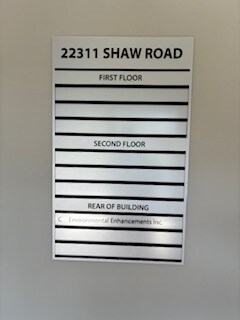 22311 SHAW ROAD
FIRST FLOOR
SECOND FLOOR
REAR OF BUILDING
C Environmental Enhancements Inc.